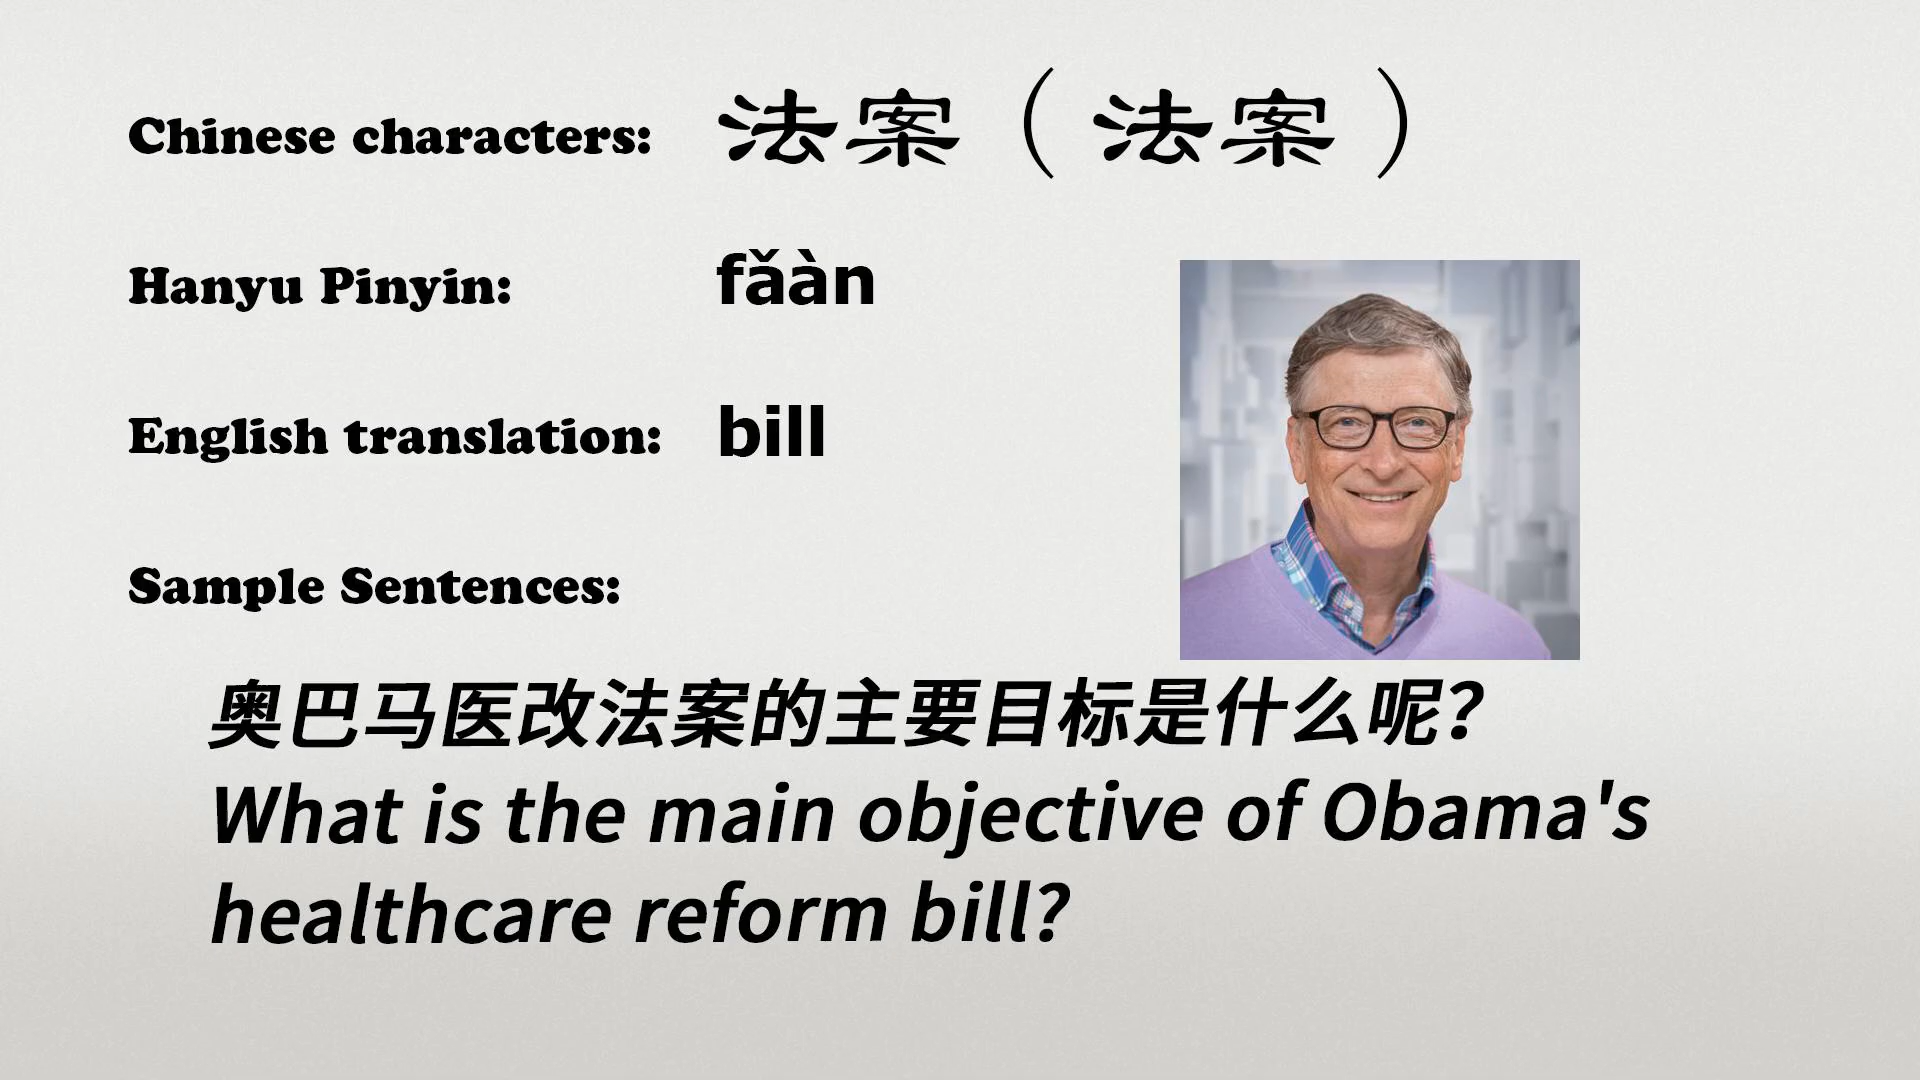 Chinese characters: 法案（法案）
Hanyu Pinyin: fǎàn
English translation: bill
Sample Sentences:
奥巴马医改法案的主要目标是什么呢？
What is the main objective of Obama's
healthcare reform bill?